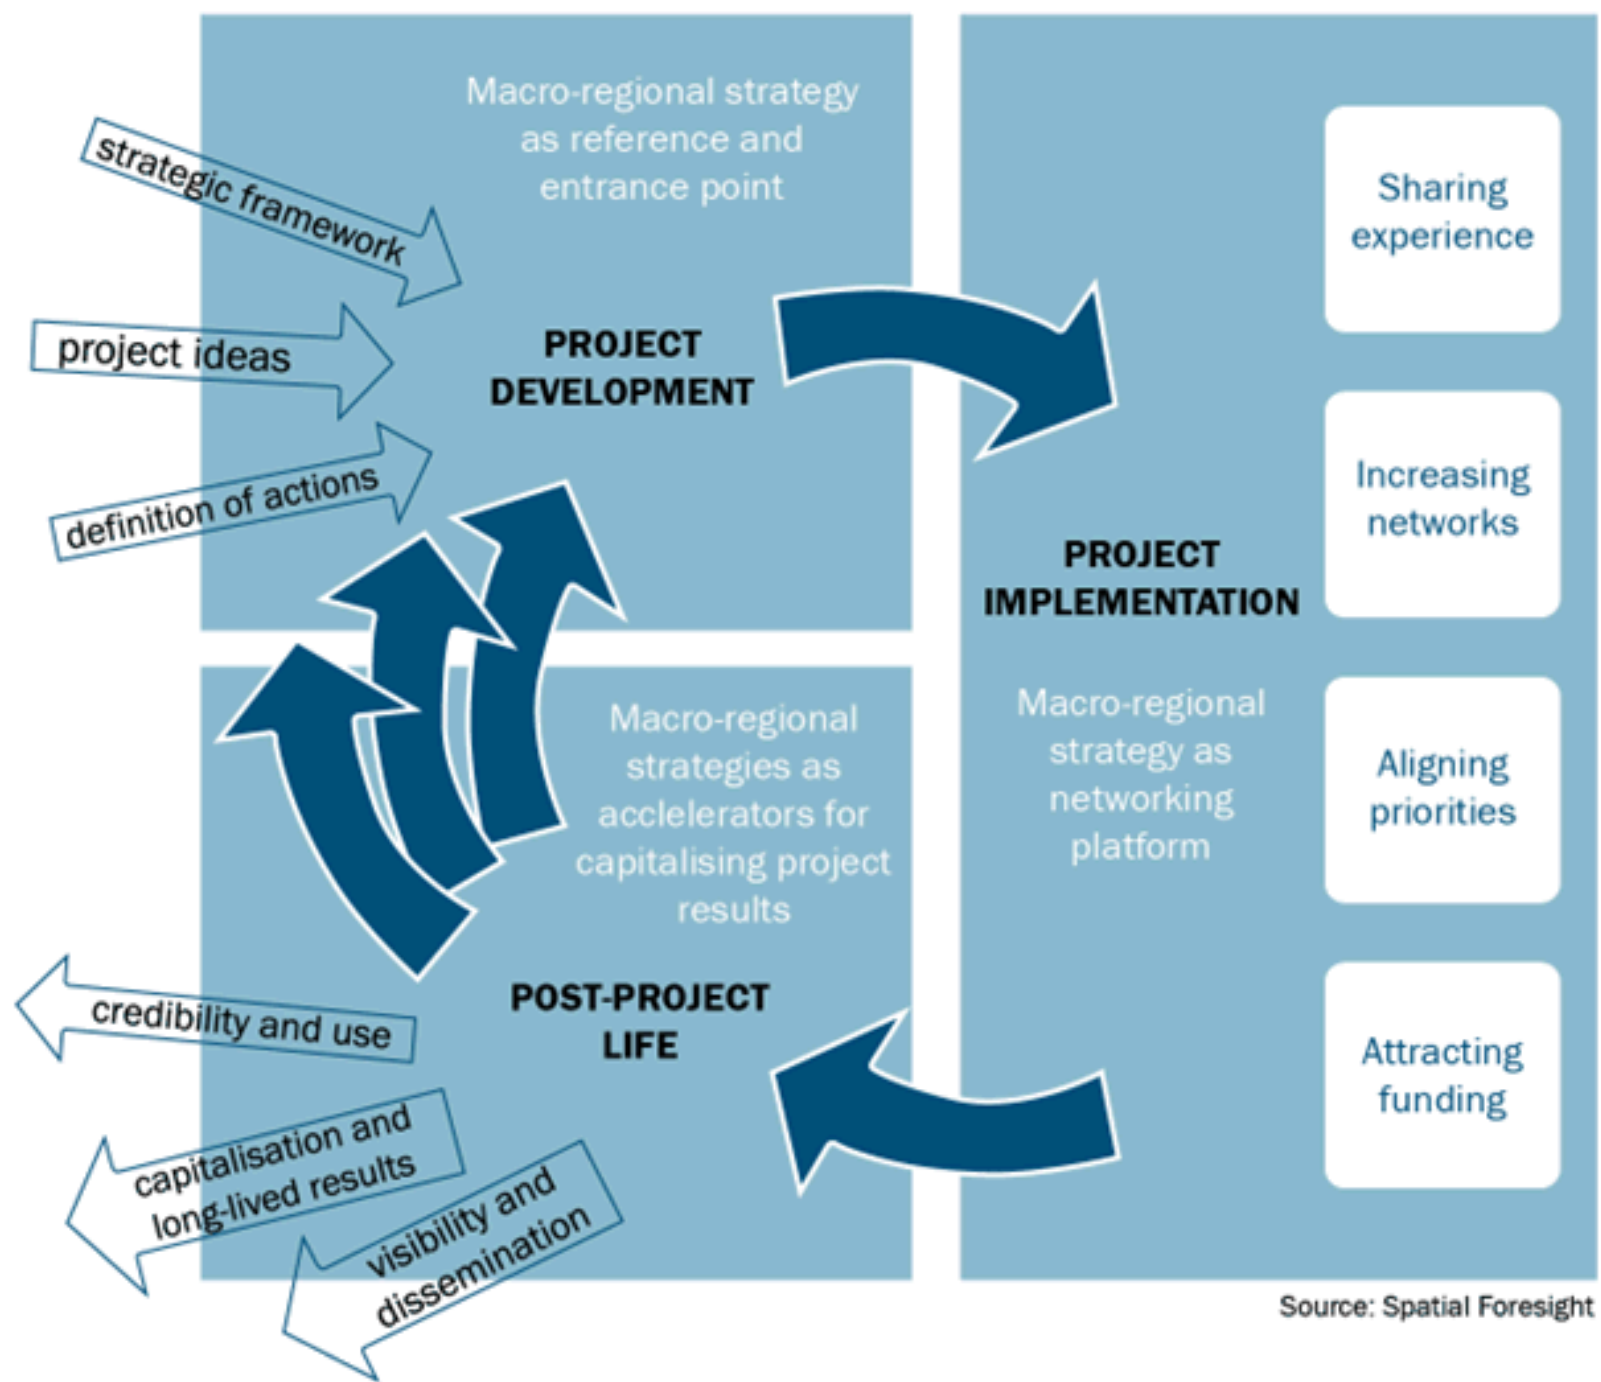 Macro-regional strategy
as reference and
entrance point
strategic framework
project ideas
definition of actions
PROJECT
DEVELOPMENT
Sharing
experience
Increasing
networks
PROJECT
IMPLEMENTATION
Macro-regional
strategy as
networking
platform
Aligning
priorities
Attracting
funding
Macro-regional
strategies as
acclelerators for
capitalising project
results
POST-PROJECT
LIFE
credibility and use
capitalisation and
long-lived results
visibility and
dissemination
Source: Spatial Foresight